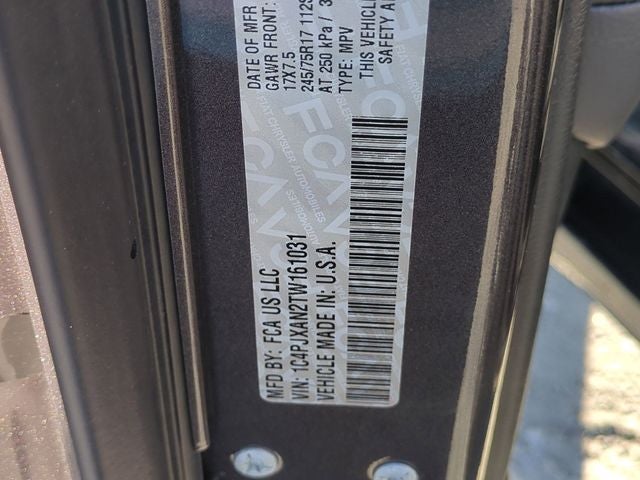 MFD BY: FCA US LLC
VIN: 1C4PJXAN2TW161031
VEHICLE MADE IN: U.S.A.
DATE OF MFR
GAWR FRONT
17X7.5
245/75R17 112S
AT 250 kPa / 3
TYPE: MPV
THIS VEHICLE
SAFETY